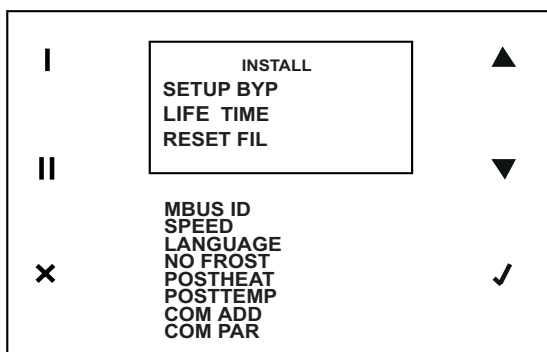 I
INSTALL
SETUP BYP
LIFE TIME
RESET FIL
II
MBUS ID
SPEED
LANGUAGE
NO FROST
POSTHEAT
POSTTEMP
COM ADD
COM PAR